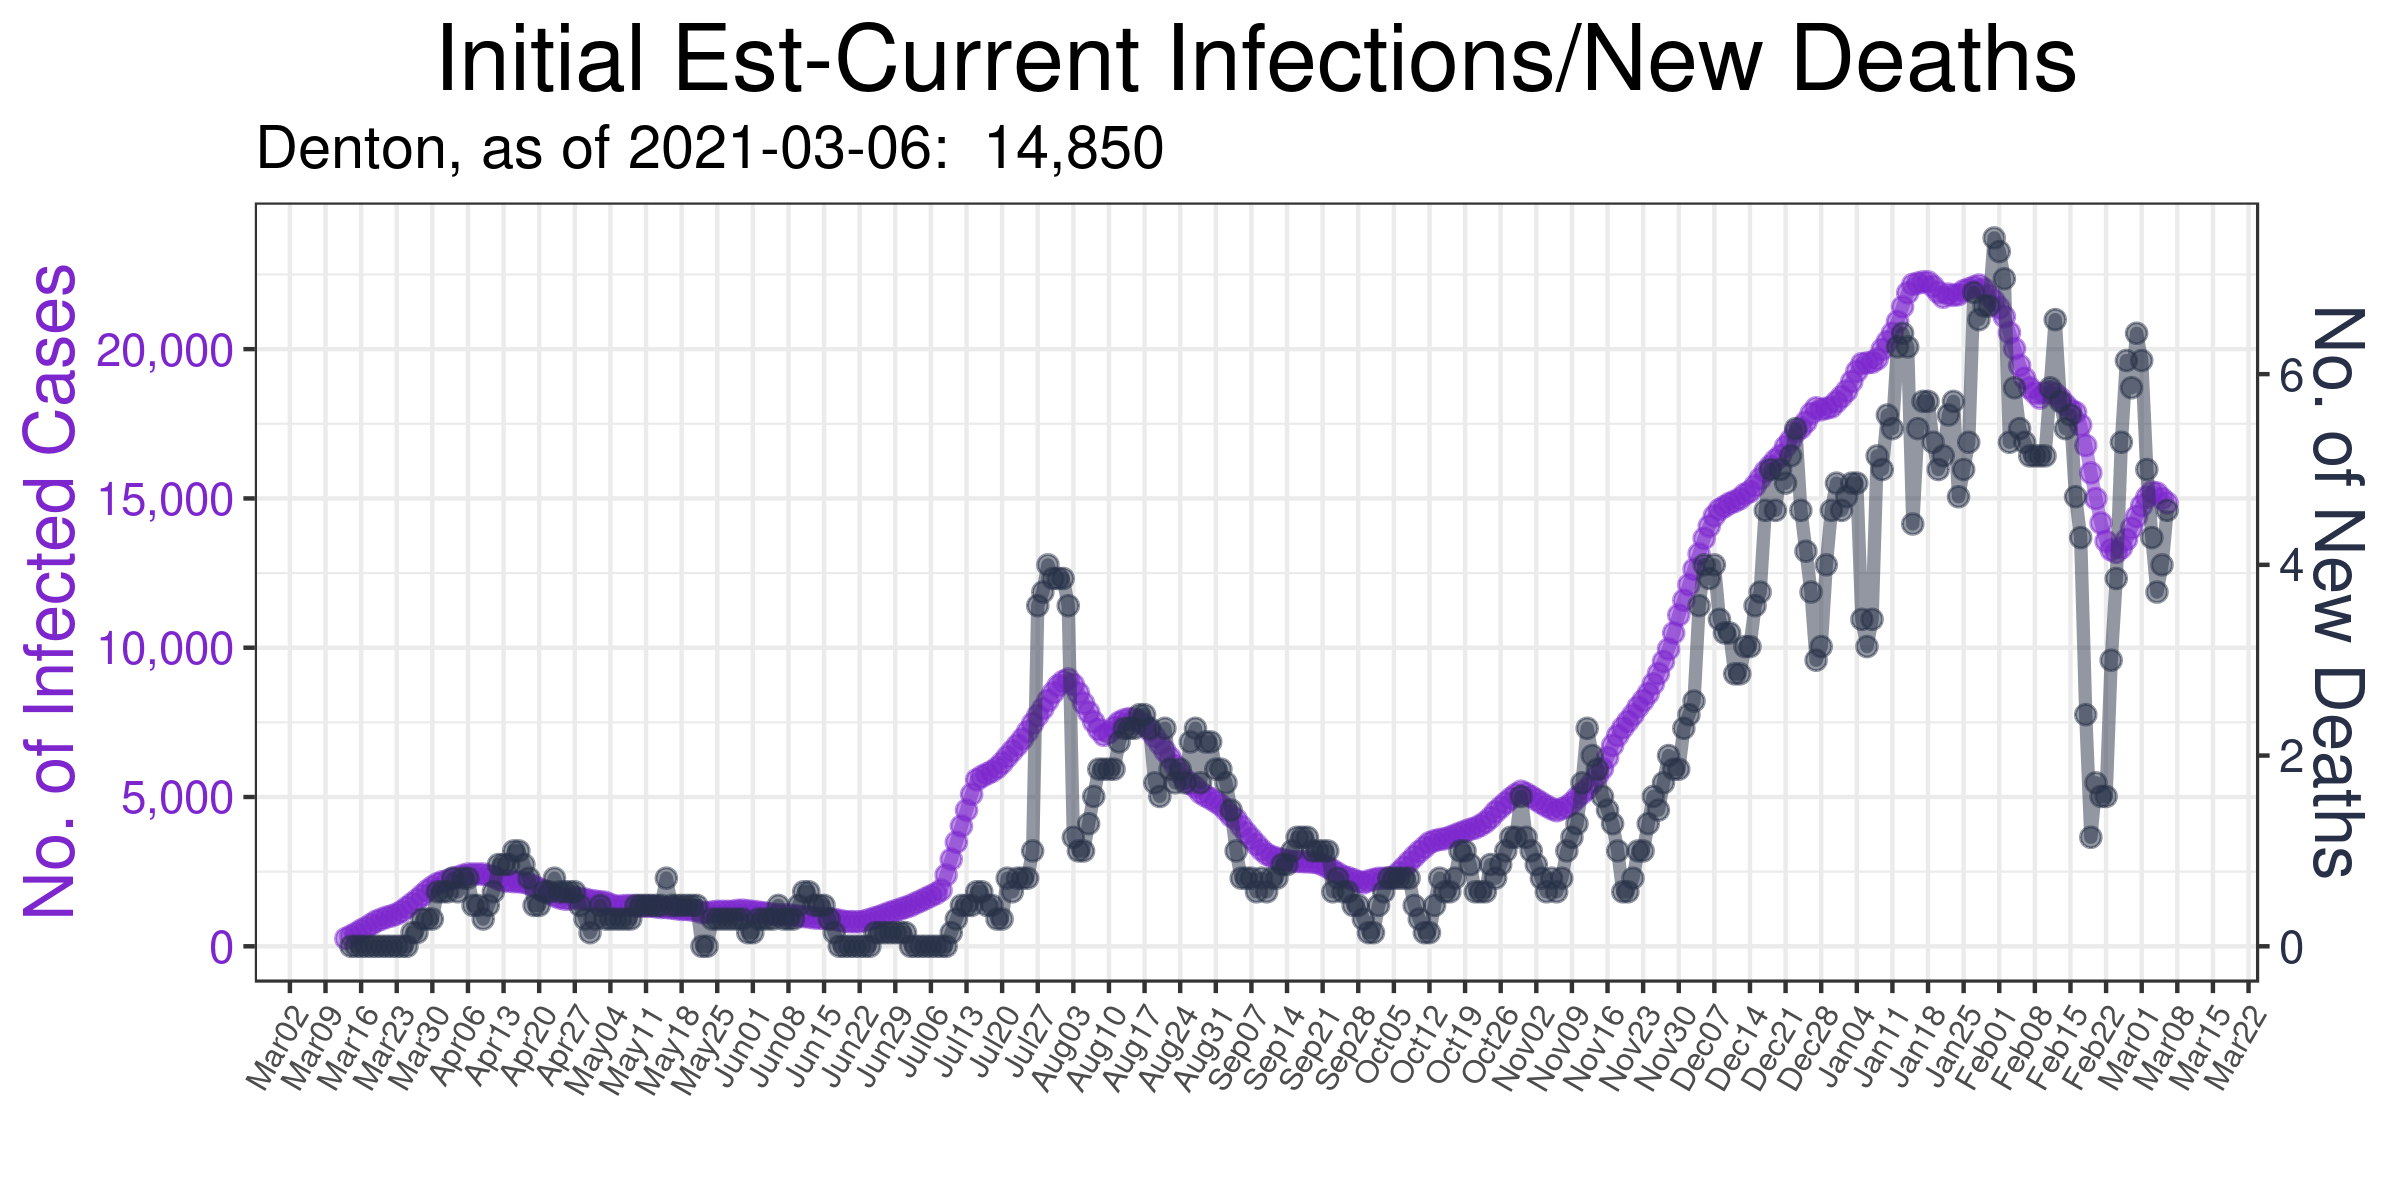 Initial Est-Current Infections/New Deaths
Denton, as of 2021-03-06:  14,850
No. of Infected Cases
20,000
15,000
10,000
5,000
0
No. of New Deaths
6
4
2
0
Mar02
Mar09
Mar16
Mar23
Mar30
Apr06
Apr13
Apr20
Apr27
May04
May11
May18
May25
Jun01
Jun08
Jun15
Jun22
Jun29
Jul06
Jul13
Jul20
Jul27
Aug03
Aug10
Aug17
Aug24
Aug31
Sep07
Sep14
Sep21
Sep28
Oct05
Oct12
Oct19
Oct26
Nov02
Nov09
Nov16
Nov23
Nov30
Dec07
Dec14
Dec21
Dec28
Jan04
Jan11
Jan18
Jan25
Feb01
Feb08
Feb15
Feb22
Mar01
Mar08
Mar15
Mar22